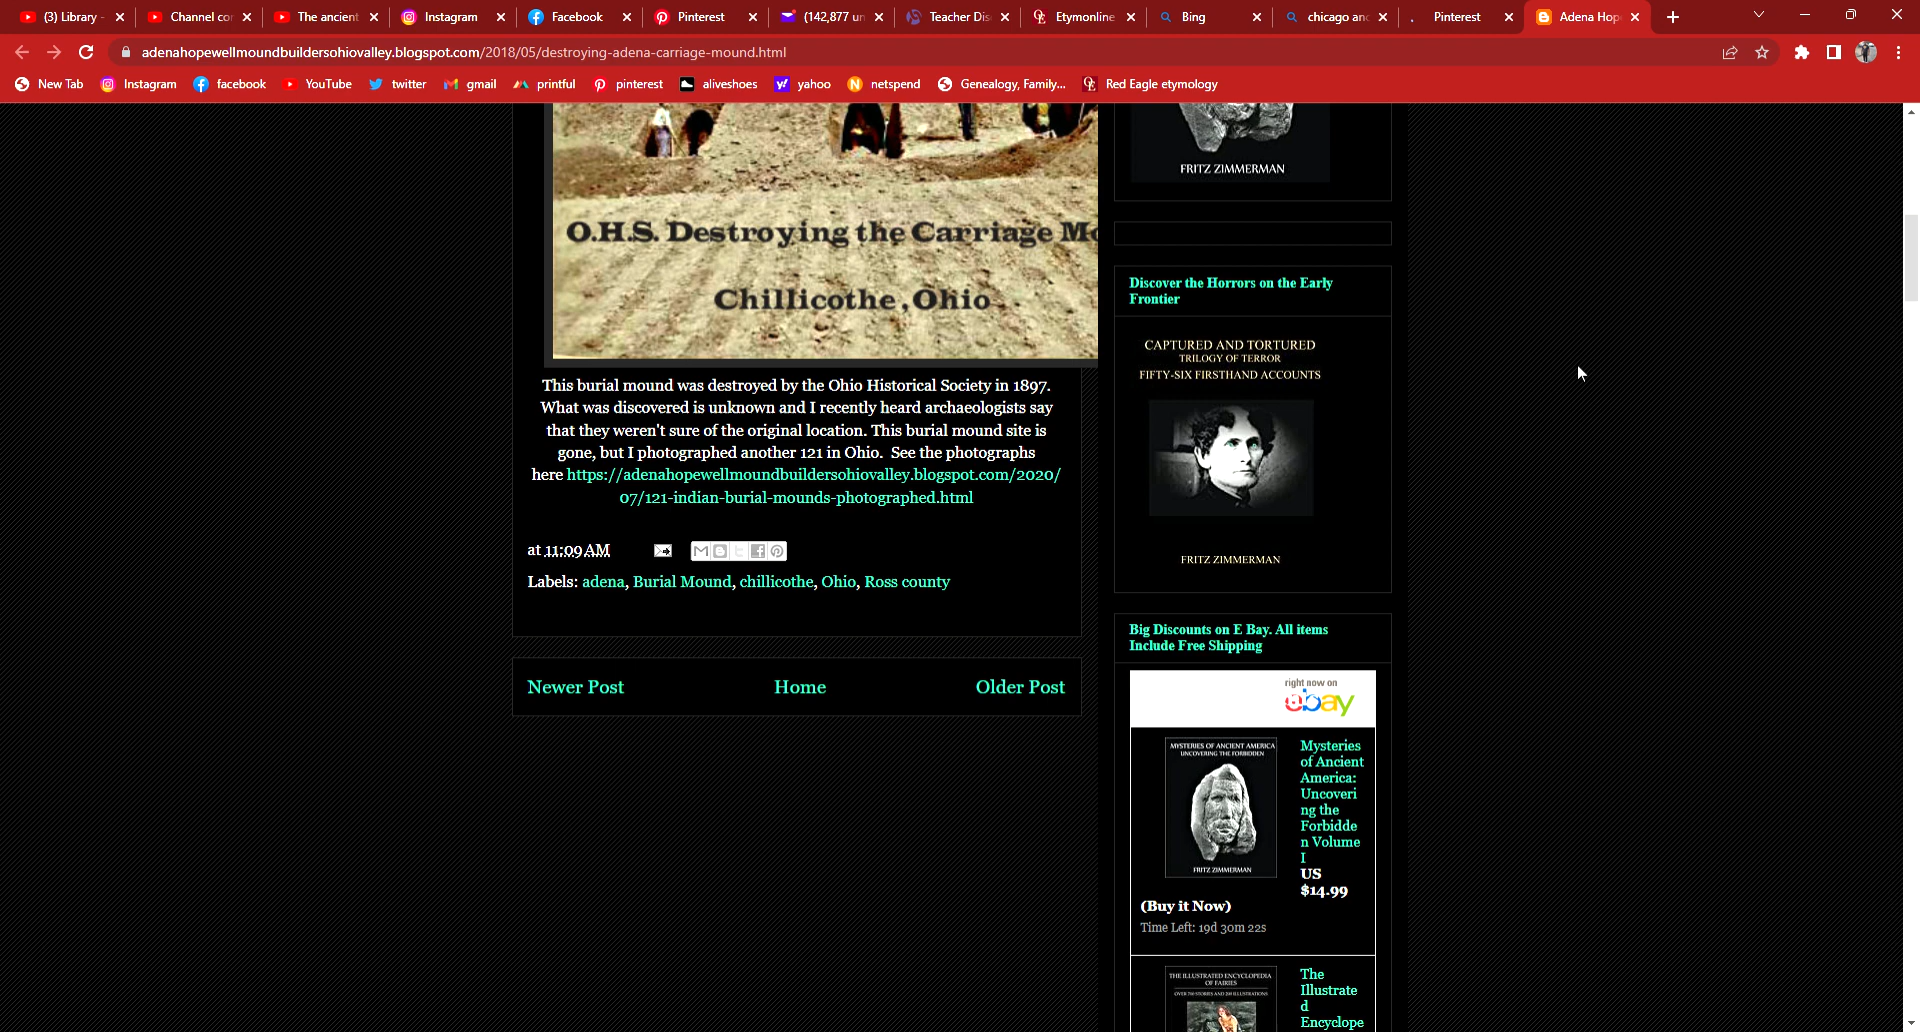 (3) Library -
Channel cor
The ancient
Instagram
Facebook
Pinterest
(142,877 un
Teacher Dis
Etymonline
Bing
chicago anc
Pinterest
Adena Hop
adenahopewellmoundbuildersohiovalley.blogspot.com/2018/05/destroying-adena-carriage-mound.html
New Tab
Instagram
facebook
YouTube
twitter
gmail
printful
pinterest
aliveshoes
yahoo
netspend
Genealogy, Family...
Red Eagle etymology
O.H.S. Destroying the Carriage Mo
Chillicothe, Ohio
This burial mound was destroyed by the Ohio Historical Society in 1897.
What was discovered is unknown and I recently heard archaeologists say
that they weren't sure of the original location. This burial mound site is
gone, but I photographed another 121 in Ohio.  See the photographs
here https://adenahopewellmoundbuildersohiovalley.blogspot.com/2020/
07/121-indian-burial-mounds-photographed.html
at 11:09 AM
Labels: adena, Burial Mound, chillicothe, Ohio, Ross county
Newer Post
Home
Older Post
FRITZ ZIMMERMAN
Discover the Horrors on the Early
Frontier
CAPTURED AND TORTURED
TRILOGY OF TERROR
FIFTY-SIX FIRSTHAND ACCOUNTS
FRITZ ZIMMERMAN
Big Discounts on E Bay. All items
Include Free Shipping
right now on
ebay
MYSTERIES OF ANCIENT AMERICA
UNCOVERING THE FORBIDDEN
FRITZ ZIMMERMAN
Mysteries
of Ancient
America:
Uncoveri
ng the
Forbidde
n Volume
I
US
$14.99
(Buy it Now)
Time Left: 19d 30m 22s
THE ILLUSTRATED ENCYCLOPEDIA
OF FAIRIES
OVER 700 STORIES AND 208 ILLUSTRATIONS
The
Illustrate
d
Encyclope